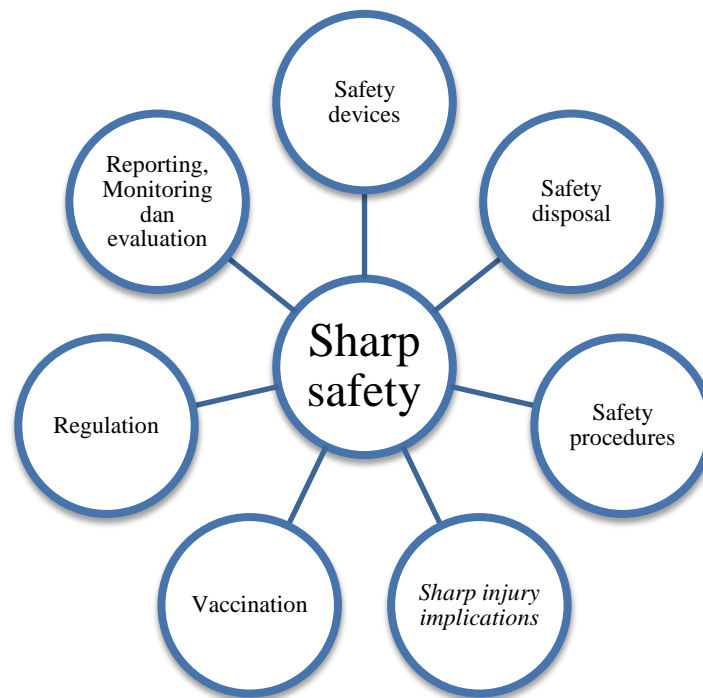 Safety
devices
Reporting,
Monitoring
dan
evaluation
Safety
disposal
Sharp
safety
Regulation
Safety
procedures
Vaccination
Sharp injury
implications